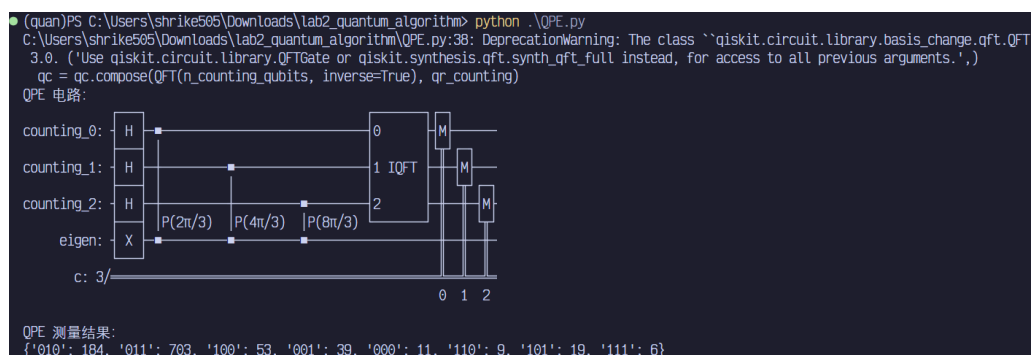 (quan)PS C:\Users\shrike505\Downloads\lab2_quantum_algorithm> python .\QPE.py
C:\Users\shrike505\Downloads\lab2_quantum_algorithm\QPE.py:38: DeprecationWarning: The class ``qiskit.circuit.library.basis_change.qft.QFT
3.0. ('Use qiskit.circuit.library.QFTGate or qiskit.synthesis.qft.synth_qft_full instead, for access to all previous arguments.',)
qc = qc.compose(QFT(n_counting_qubits, inverse=True), qr_counting)
QPE 电路:
counting_0: H 0 M
counting_1: H 1 IQFT M
counting_2: H 2 M
P(2π/3) P(4π/3) P(8π/3)
eigen: X
c: 3/
0 1 2
QPE 测量结果:
{'010': 184, '011': 703, '100': 53, '001': 39, '000': 11, '110': 9, '101': 19, '111': 6}